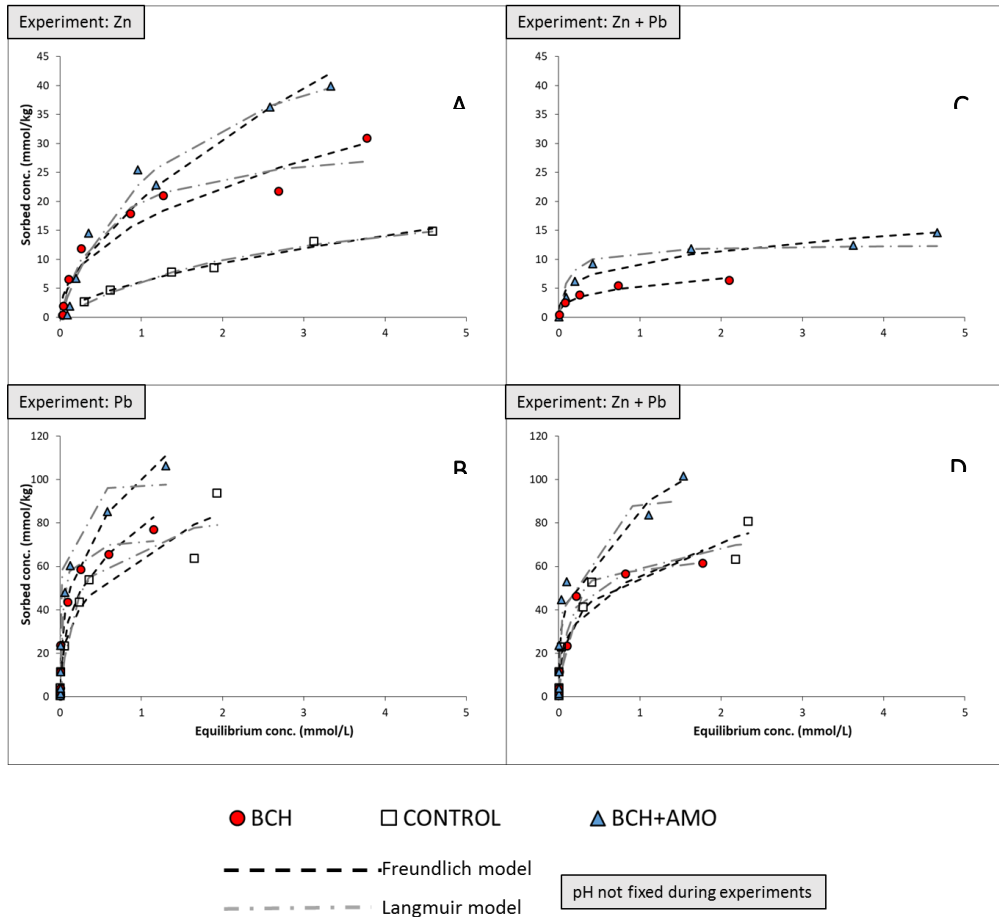 Experiment: Zn
Experiment: Zn + Pb
45
40
35
30
25
20
15
10
5
0
Sorbed conc. (mmol/kg)
A
0 1 2 3 4 5
45
40
35
30
25
20
15
10
5
0
C
0 1 2 3 4 5
Experiment: Pb
Experiment: Zn + Pb
120
100
80
60
40
20
0
Sorbed conc. (mmol/kg)
B
0 1 2 3 4 5
Equilibrium conc. (mmol/L)
120
100
80
60
40
20
0
D
0 1 2 3 4 5
Equilibrium conc. (mmol/L)
BCH CONTROL BCH+AMO
Freundlich model
Langmuir model
pH not fixed during experiments